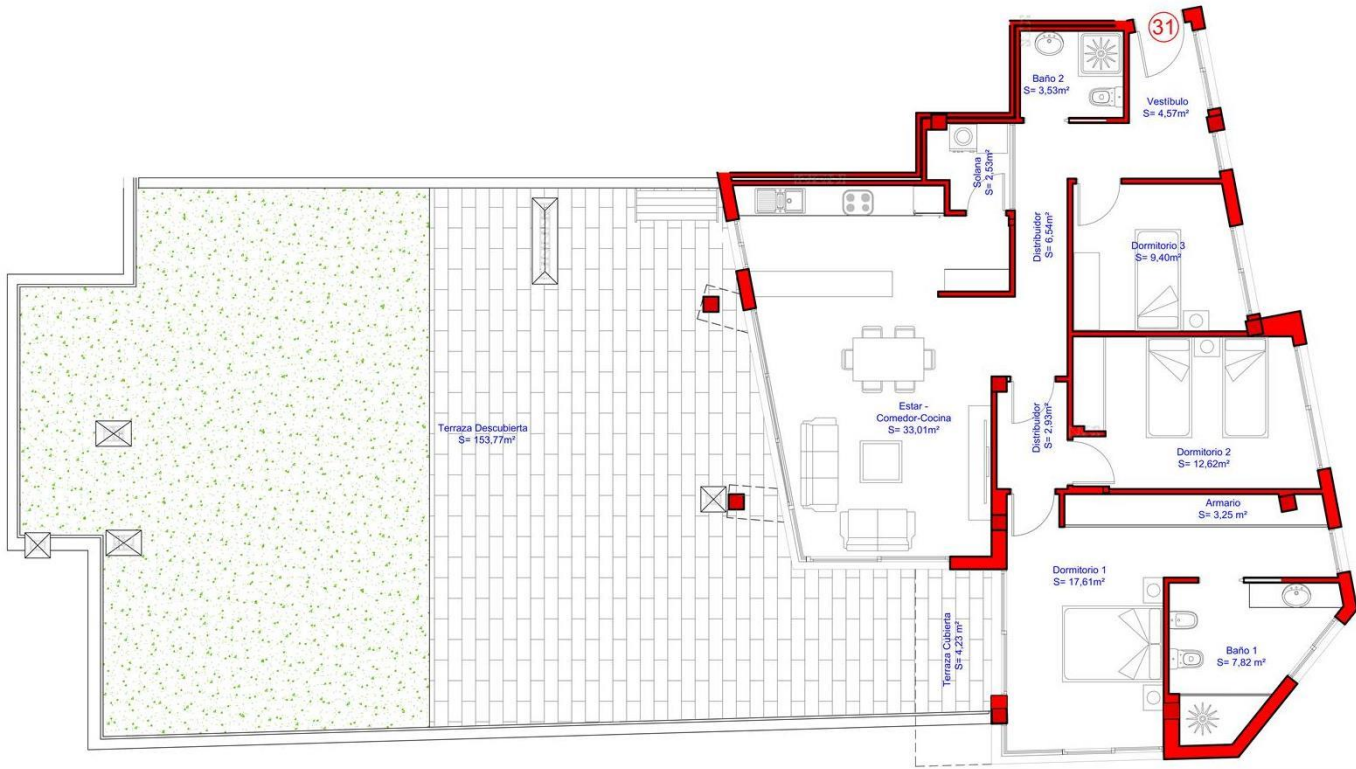 31
Baño 2
S= 3,53m²
Vestíbulo
S= 4,57m²
Solana
S= 2,53m²
Distribuidor
S= 6,54m²
Dormitorio 3
S= 9,40m²
Estar -
Comedor-Cocina
S= 33,01m²
Terraza Descubierta
S= 153,77m²
Distribuidor
S= 2,93m²
Dormitorio 2
S= 12,62m²
Armario
S= 3,25 m²
Dormitorio 1
S= 17,61m²
Terraza Cubierta
S= 4,23 m²
Baño 1
S= 7,82 m²